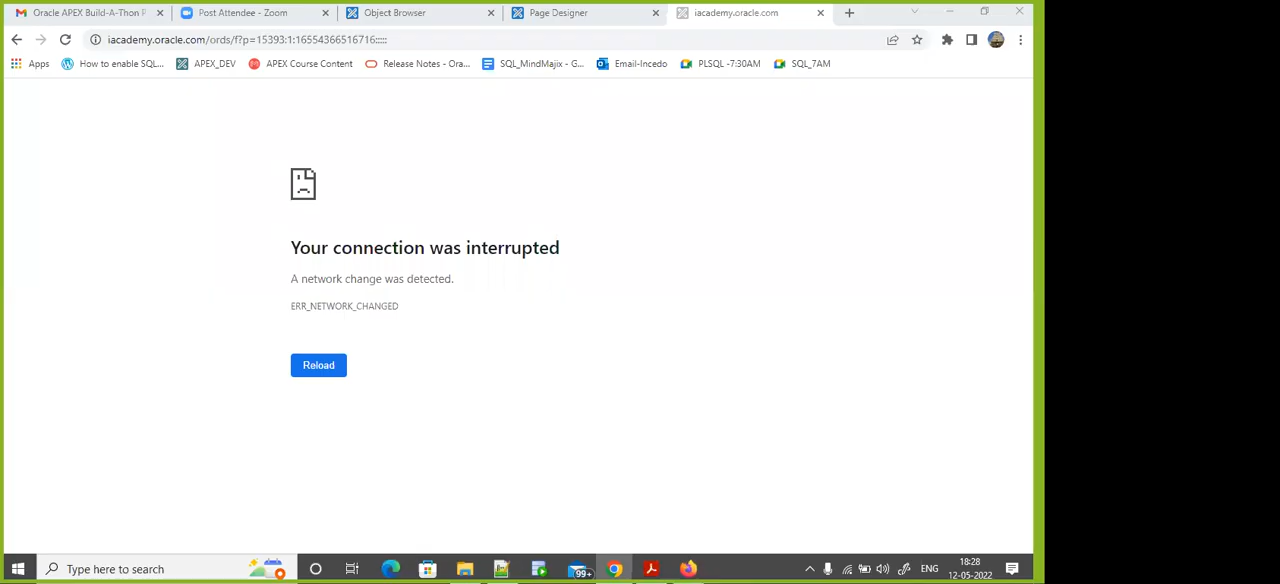 Oracle APEX Build-A-Thon P
Post Attendee - Zoom
Object Browser
Page Designer
iacademy.oracle.com
iacademy.oracle.com/ords/f?p=15393:1:16554366516716:::::
Apps
How to enable SQL...
APEX_DEV
APEX Course Content
Release Notes - Ora...
SQL_MindMajix - G...
Email-Incedo
PLSQL -7:30AM
SQL_7AM
Your connection was interrupted
A network change was detected.
ERR_NETWORK_CHANGED
Reload
Type here to search
99+
ENG
18:28
12-05-2022